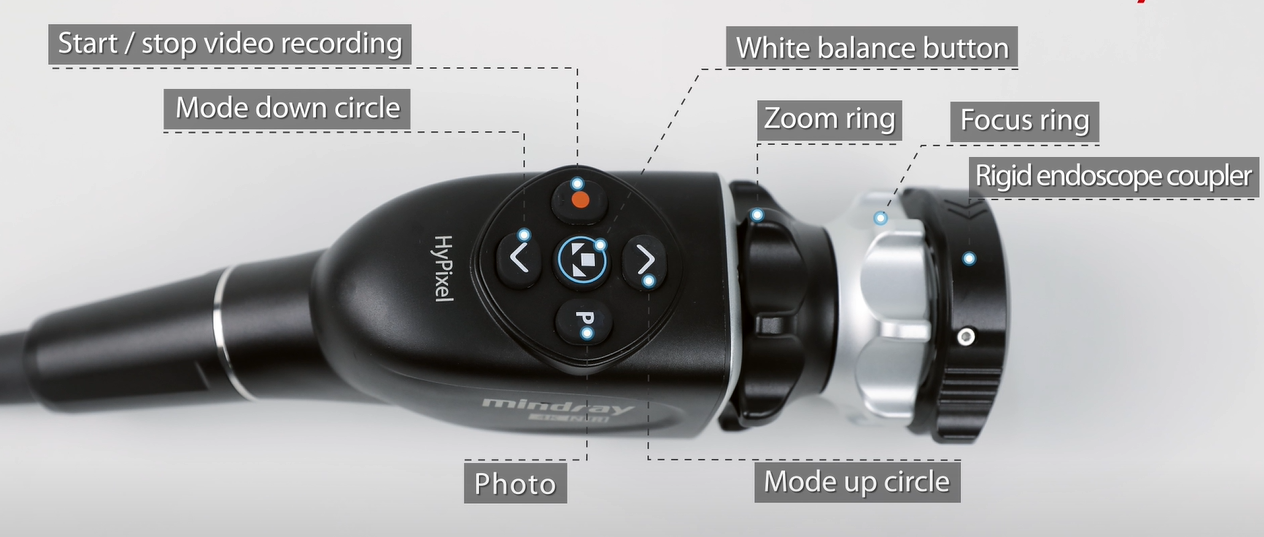 Start / stop video recording
White balance button
Mode down circle
Zoom ring
Focus ring
Rigid endoscope coupler
HyPixel
P
mindray
Photo
Mode up circle